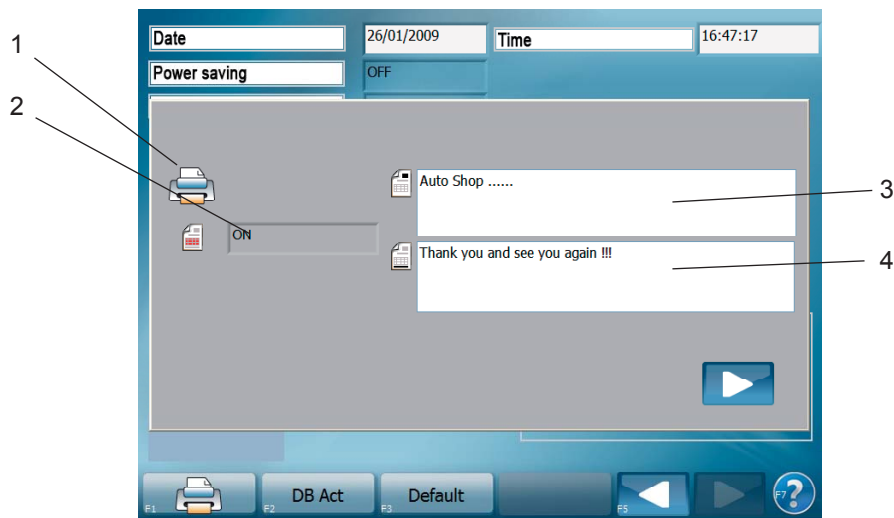 Date 26/01/2009 Time 16:47:17
1
Power saving OFF
2
Auto Shop ......
3
ON
Thank you and see you again !!!
4
F1 F2 DB Act F3 Default F5 F7 ?